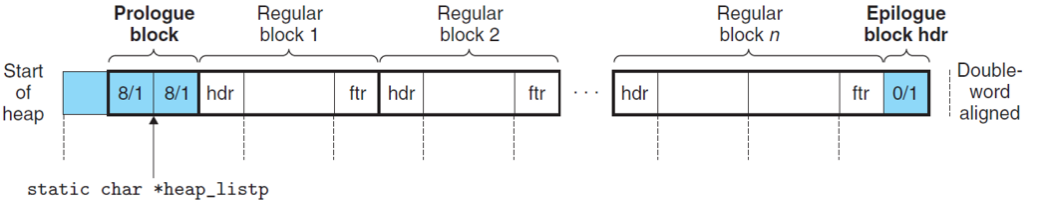 Prologue
block
Regular
block 1
Regular
block 2
Regular
block n
Epilogue
block hdr
Start
of
heap
8/1
8/1
hdr
ftr
hdr
ftr
. . .
hdr
ftr
0/1
Double-
word
aligned
static char *heap_listp